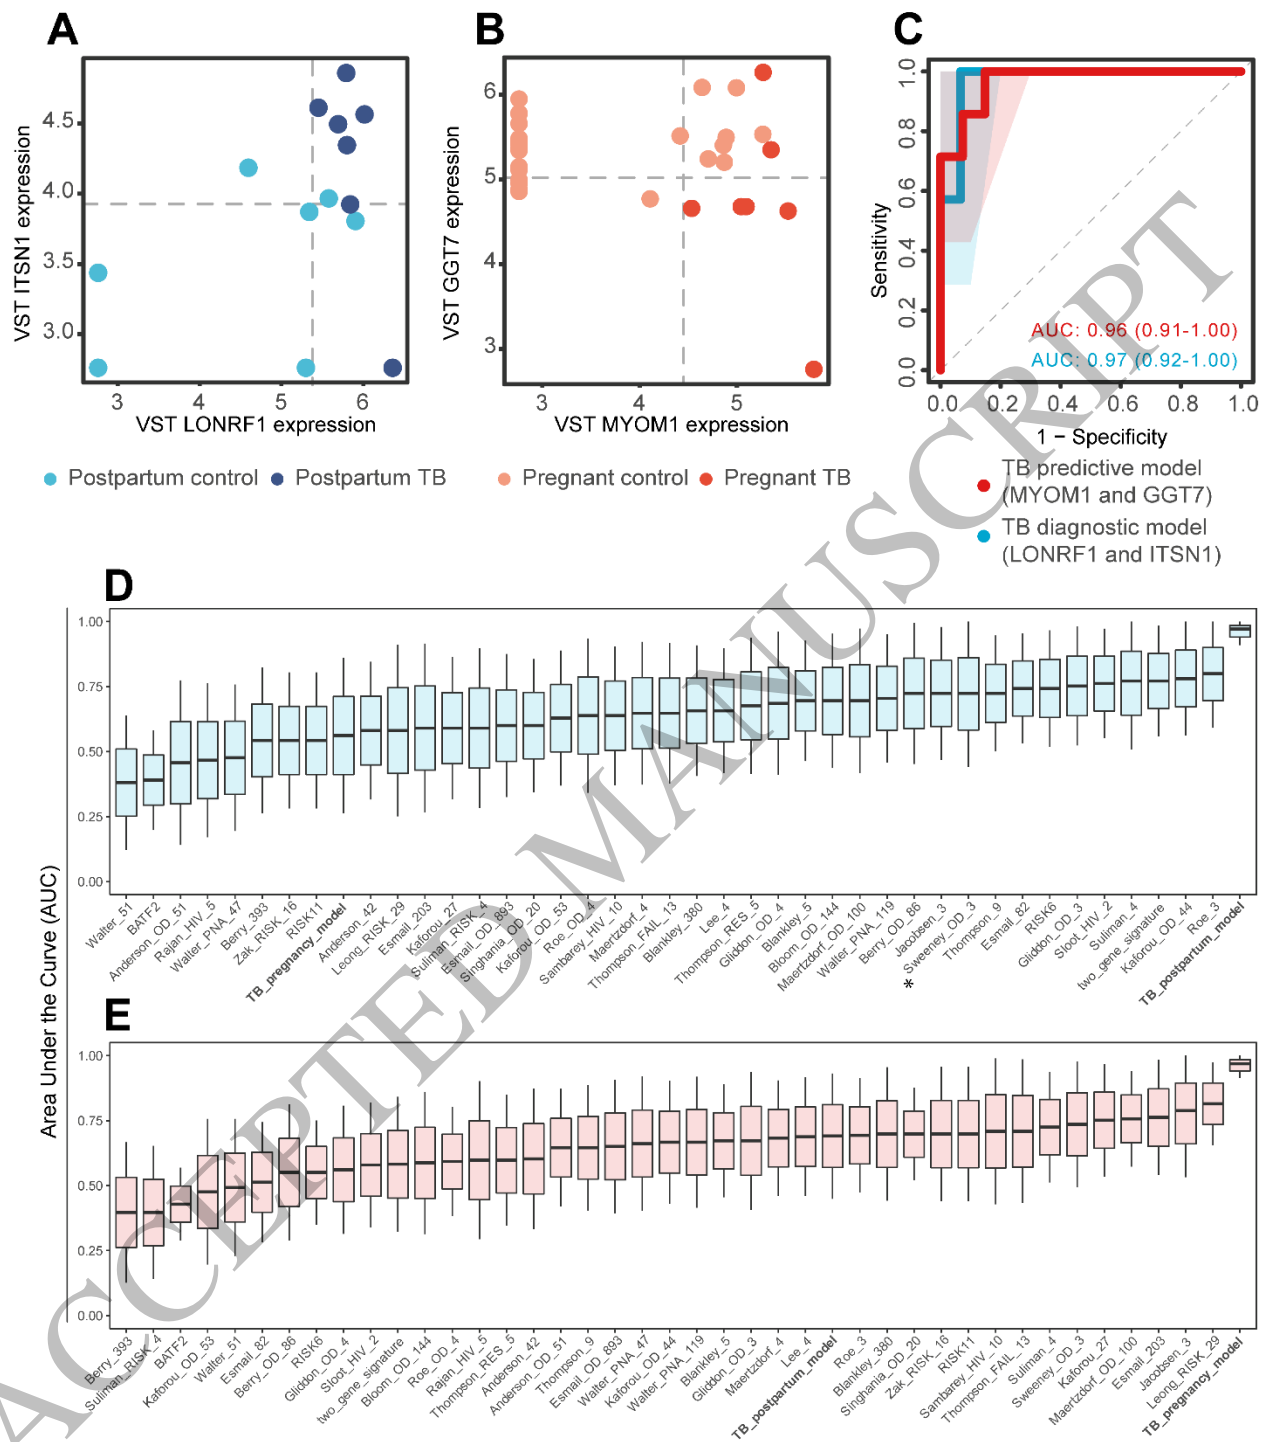 A
B
C
VST ITSN1 expression
4.5
4.0
3.5
3.0
3
4
5
6
VST LONRF1 expression
VST GGT7 expression
6
5
4
3
3
4
5
VST MYOM1 expression
Sensitivity
1.0
0.8
0.6
0.4
0.2
0.0
AUC: 0.96 (0.91-1.00)
AUC: 0.97 (0.92-1.00)
0.0
0.2
0.4
0.6
0.8
1.0
1 − Specificity
Postpartum control
Postpartum TB
Pregnant control
Pregnant TB
TB predictive model
(MYOM1 and GGT7)
TB diagnostic model
(LONRF1 and ITSN1)
D
Area Under the Curve (AUC)
1.00
0.75
0.50
0.25
0.00
Walter_51
BATF2
Anderson_OD_51
Rajan_HIV_5
Walter_PNA_47
Berry_393
Zak_RISK_16
RISK11
TB_pregnancy_model
Anderson_42
Leong_RISK_29
Esmail_203
Kaforou_27
Suliman_RISK_4
Esmail_OD_893
Singhania_OD_20
Kaforou_OD_53
Roe_OD_4
Sambarey_HIV_10
Maertzdorf_4
Thompson_FAIL_13
Blankley_380
Lee_4
Thompson_RES_5
Gliddon_OD_4
Blankley_5
Bloom_OD_144
Maertzdorf_OD_100
Walter_PNA_119
Berry_OD_86
Jacobsen_3
Sweeney_OD_3
Thompson_9
Esmail_82
RISK6
Gliddon_OD_3
Sloot_HIV_2
Suliman_4
two_gene_signature
Kaforou_OD_44
Roe_3
TB_postpartum_model
*
E
1.00
0.75
0.50
0.25
0.00
Berry_393
Suliman_RISK_4
BATF2
Kaforou_OD_53
Walter_51
Esmail_82
Berry_OD_86
RISK6
Gliddon_OD_4
Sloot_HIV_2
two_gene_signature
Bloom_OD_144
Roe_OD_4
Rajan_HIV_5
Thompson_RES_5
Anderson_42
Anderson_OD_51
Thompson_9
Esmail_OD_893
Walter_PNA_47
Kaforou_OD_44
Walter_PNA_119
Blankley_5
Gliddon_OD_3
Maertzdorf_4
Lee_4
TB_postpartum_model
Roe_3
Blankley_380
Singhania_OD_20
Zak_RISK_16
RISK11
Sambarey_HIV_10
Thompson_FAIL_13
Suliman_4
Sweeney_OD_3
Kaforou_27
Maertzdorf_OD_100
Esmail_203
Jacobsen_3
Leong_RISK_29
TB_pregnancy_model
ACCEPTED MANUSCRIPT